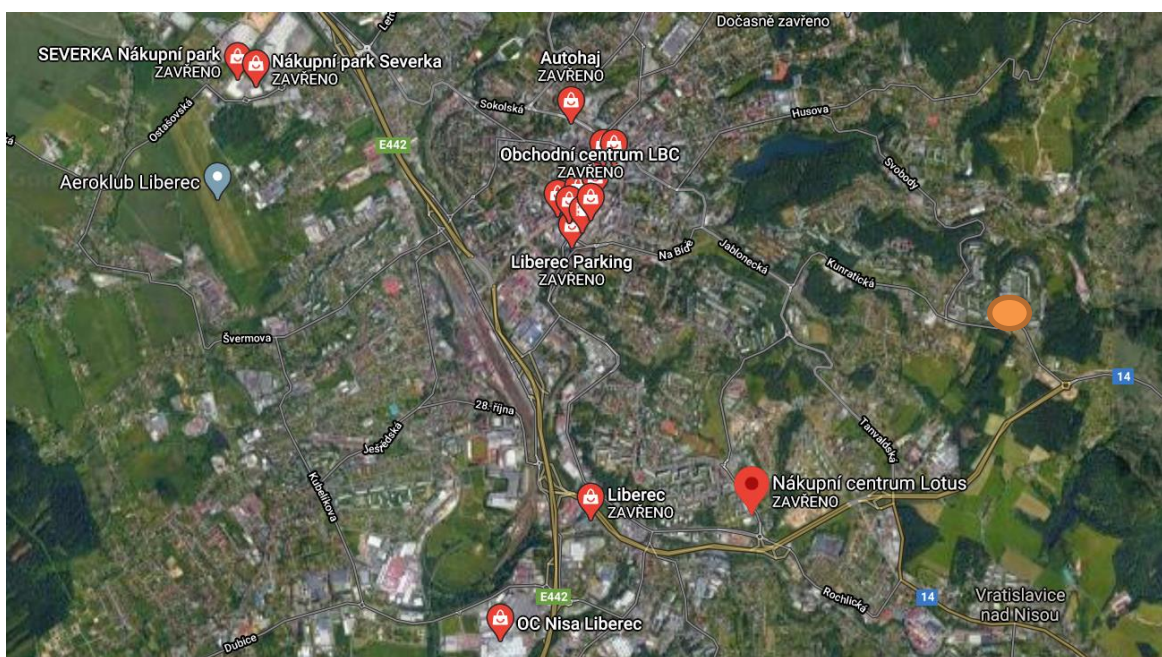 Dočasně zavřeno
SEVERKA Nákupní park
ZAVŘENO
Nákupní park Severka
ZAVŘENO
Autohaj
ZAVŘENO
Sokolská
Husova
Ostašovská
E442
Obchodní centrum LBC
ZAVŘENO
Svobody
Aeroklub Liberec
Na Bídě
Jablonecká
Liberec Parking
ZAVŘENO
Kunratická
Švermova
14
28. října
Ještědská
Tanvaldská
Kubelíkova
Nákupní centrum Lotus
ZAVŘENO
Liberec
ZAVŘENO
E442
14
Rochlická
Vratislavice
nad Nisou
OC Nisa Liberec
Dubice